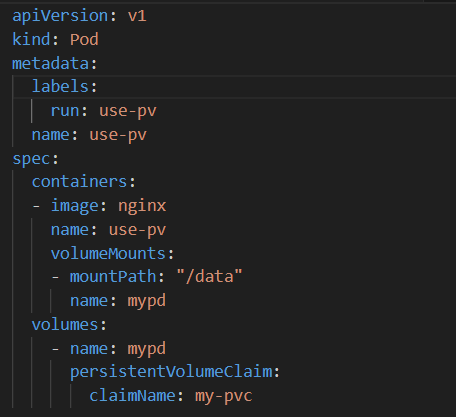 apiVersion: v1
kind: Pod
metadata:
  labels:
    run: use-pv
  name: use-pv
spec:
  containers:
  - image: nginx
    name: use-pv
    volumeMounts:
    - mountPath: "/data"
      name: mypd
  volumes:
    - name: mypd
      persistentVolumeClaim:
        claimName: my-pvc